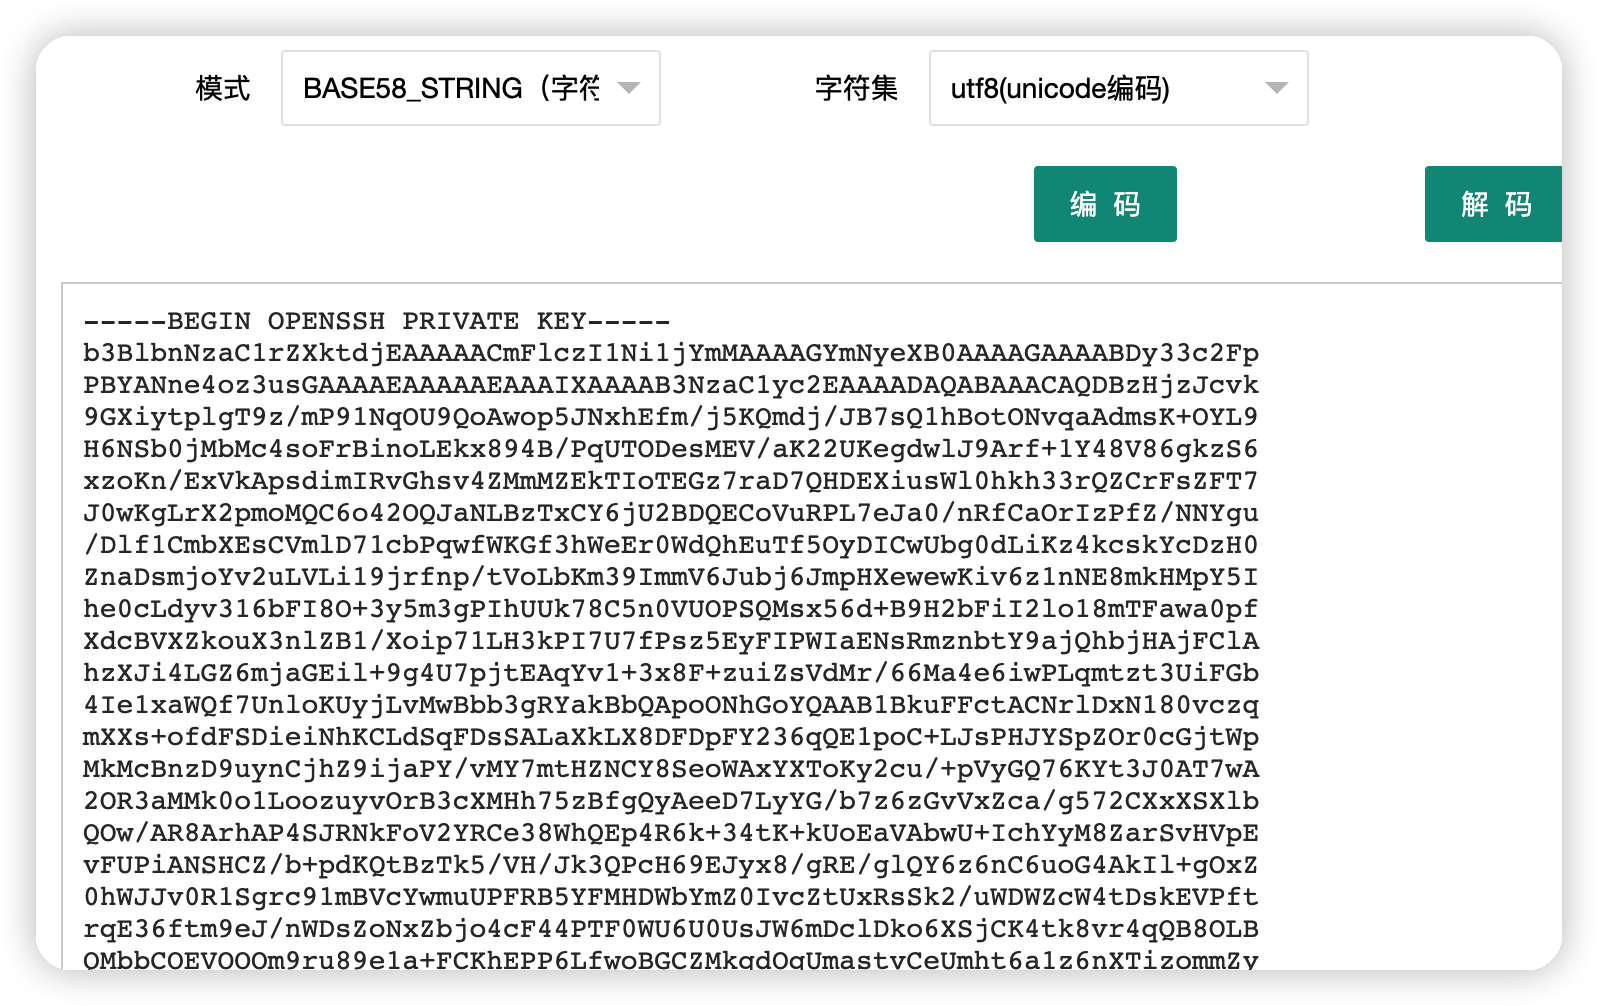 模式 BASE58_STRING（字符 字符集 utf8(unicode编码)
编 码 解 码
-----BEGIN OPENSSH PRIVATE KEY-----
b3BlbnNzaC1rZXktdjEAAAAACmFlczI1Ni1jYmMAAAAGYmNyeXB0AAAAGAAAABDy33c2Fp
PBYANne4oz3usGAAAAEAAAAAEAAAIXAAAAB3NzaC1yc2EAAAADAQABAAACAQDBzHjzJcvk
9GXiytplgT9z/mP91NqOU9QoAwop5JNxhEfm/j5KQmdj/JB7sQ1hBotONvqaAdmsK+OYL9
H6NSb0jMbMc4soFrBinoLEkx894B/PqUTODesMEV/aK22UKegdwlJ9Arf+1Y48V86gkzS6
xzoKn/ExVkApsdimIRvGhsv4ZMmMZEkTIoTEGz7raD7QHDEXiusWl0hkh33rQZCrFsZFT7
J0wKgLrX2pmoMQC6o42OQJaNLBzTxCY6jU2BDQECoVuRPL7eJa0/nRfCaOrIzPfZ/NNYgu
/Dlf1CmbXEsCVmlD71cbPqwfWKGf3hWeEr0WdQhEuTf5OyDICwUbg0dLiKz4kcskYcDzH0
ZnaDsmjoYv2uLVLi19jrfnp/tVoLbKm39ImmV6Jubj6JmpHXewewKiv6z1nNE8mkHMpY5I
he0cLdyv316bFI8O+3y5m3gPIhUUk78C5n0VUOPSQMsx56d+B9H2bFiI2lo18mTFawa0pf
XdcBVXZkouX3nlZB1/Xoip71LH3kPI7U7fPsz5EyFIPWIaENsRmznbtY9ajQhbjHAjFClA
hzXJi4LGZ6mjaGEil+9g4U7pjtEAqYv1+3x8F+zuiZsVdMr/66Ma4e6iwPLqmtzt3UiFGb
4Ie1xaWQf7UnloKUyjLvMwBbb3gRYakBbQApoONhGoYQAAB1BkuFFctACNrlDxN180vczq
mXXs+ofdFSDieiNhKCLdSqFDsSALaXkLX8DFDpFY236qQE1poC+LJsPHJYSpZOr0cGjtWp
MkMcBnzD9uynCjhZ9ijaPY/vMY7mtHZNCY8SeoWAxYXToKy2cu/+pVyGQ76KYt3J0AT7wA
2OR3aMMk0o1LoozuyvOrB3cXMHh75zBfgQyAeeD7LyYG/b7z6zGvVxZca/g572CXxXSXlb
QOw/AR8ArhAP4SJRNkFoV2YRCe38WhQEp4R6k+34tK+kUoEaVAbwU+IchYyM8ZarSvHVpE
vFUPiANSHCZ/b+pdKQtBzTk5/VH/Jk3QPcH69EJyx8/gRE/glQY6z6nC6uoG4AkIl+gOxZ
0hWJJv0R1Sgrc91mBVcYwmuUPFRB5YFMHDWbYmZ0IvcZtUxRsSk2/uWDWZcW4tDskEVPft
rqE36ftm9eJ/nWDsZoNxZbjo4cF44PTF0WU6U0UsJW6mDclDko6XSjCK4tk8vr4qQB8OLB
QMbbCOEVOOOm9ru89e1a+FCKhEPP6LfwoBGCZMkqdOqUmastvCeUmht6a1z6nXTizommZy